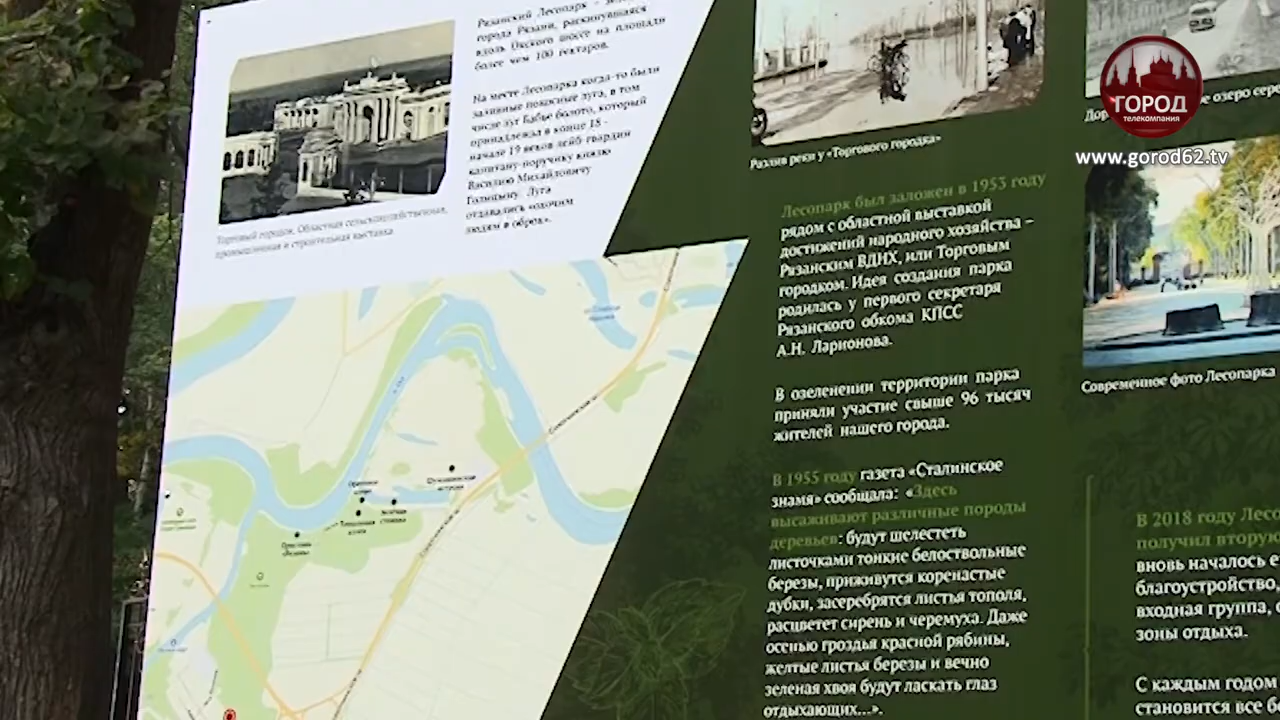 Рязанский Лесопарк –
города Рязани, раскинувшаяся
вдоль Окского шоссе на площади
более чем 100 гектаров.
На месте Лесопарка когда-то были
заливные покосные луга, в том
числе луг Бабье болото, который
принадлежал в конце 18 -
начале 19 веков лейб-гвардии
капитану-поручику князю
Василию Михайловичу
Голицыну. Луга
отдавались «охочим
людям в оброд».
Торговый городок. Областная сельскохозяйственная,
промышленная и строительная выставка
Разлив реки у «Торгового городка»
Лесопарк был заложен в 1953 году
рядом с областной выставкой
достижений народного хозяйства –
Рязанским ВДНХ, или Торговым
городком. Идея создания парка
родилась у первого секретаря
Рязанского обкома КПСС
А.Н. Ларионова.
В озеленении территории парка
приняли участие свыше 96 тысяч
жителей нашего города.
В 1955 году газета «Сталинское
знамя» сообщала: «Здесь
высаживают различные породы
деревьев: будут шелестеть
листочками тонкие белоствольные
березы, приживутся коренастые
дубки, засеребрятся листья тополя,
расцветет сирень и черемуха. Даже
осенью гроздья красной рябины,
желтые листья березы и вечно
зеленая хвоя будут ласкать глаз
отдыхающих...».
ГОРОД
телекомпания
www.gorod62.tv
Дор
е озеро сере
Современное фото Лесопарка
В 2018 году Лесо
получил вторую
вновь началось е
благоустройство,
входная группа, с
зоны отдыха.
С каждым годом
становится все бо